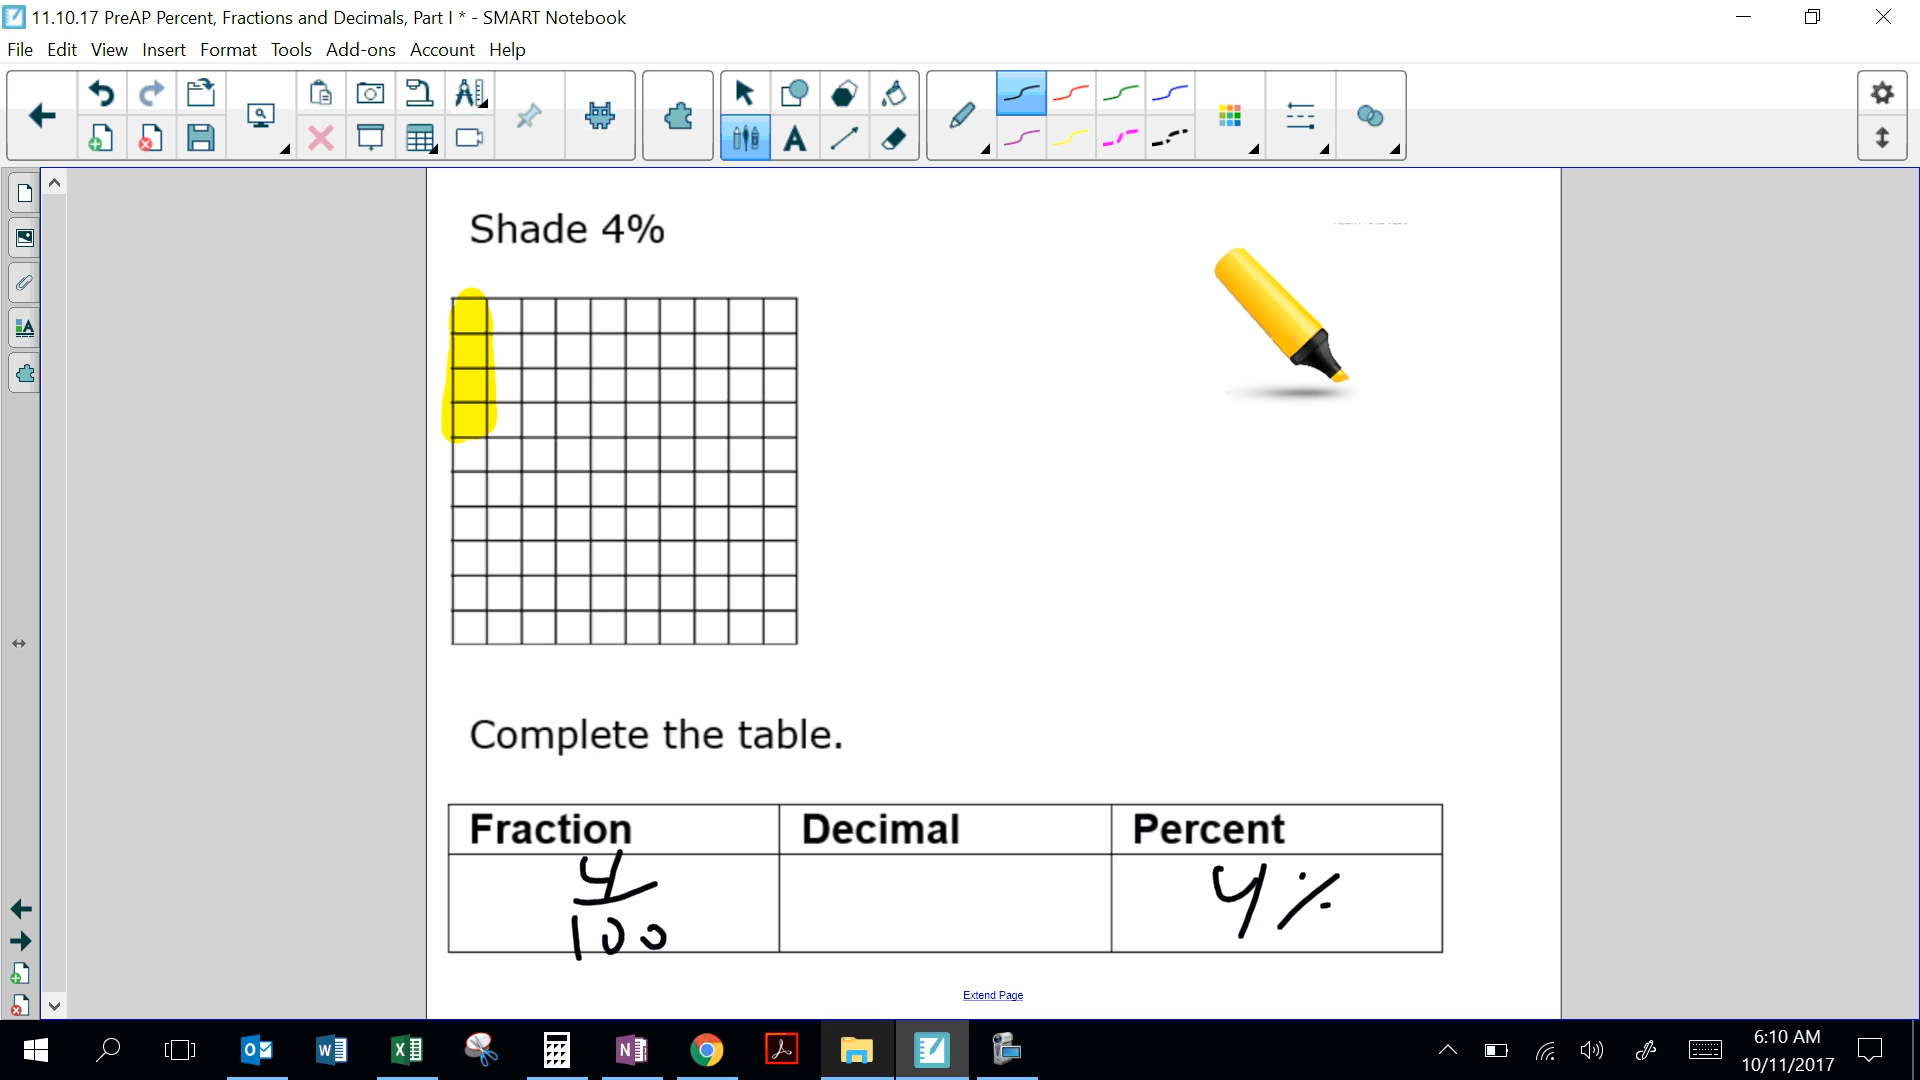 11.10.17 PreAP Percent, Fractions and Decimals, Part I * - SMART Notebook
File Edit View Insert Format Tools Add-ons Account Help
Shade 4%
Complete the table.
Fraction Decimal Percent
4/100 4%
Extend Page
6:10 AM
10/11/2017